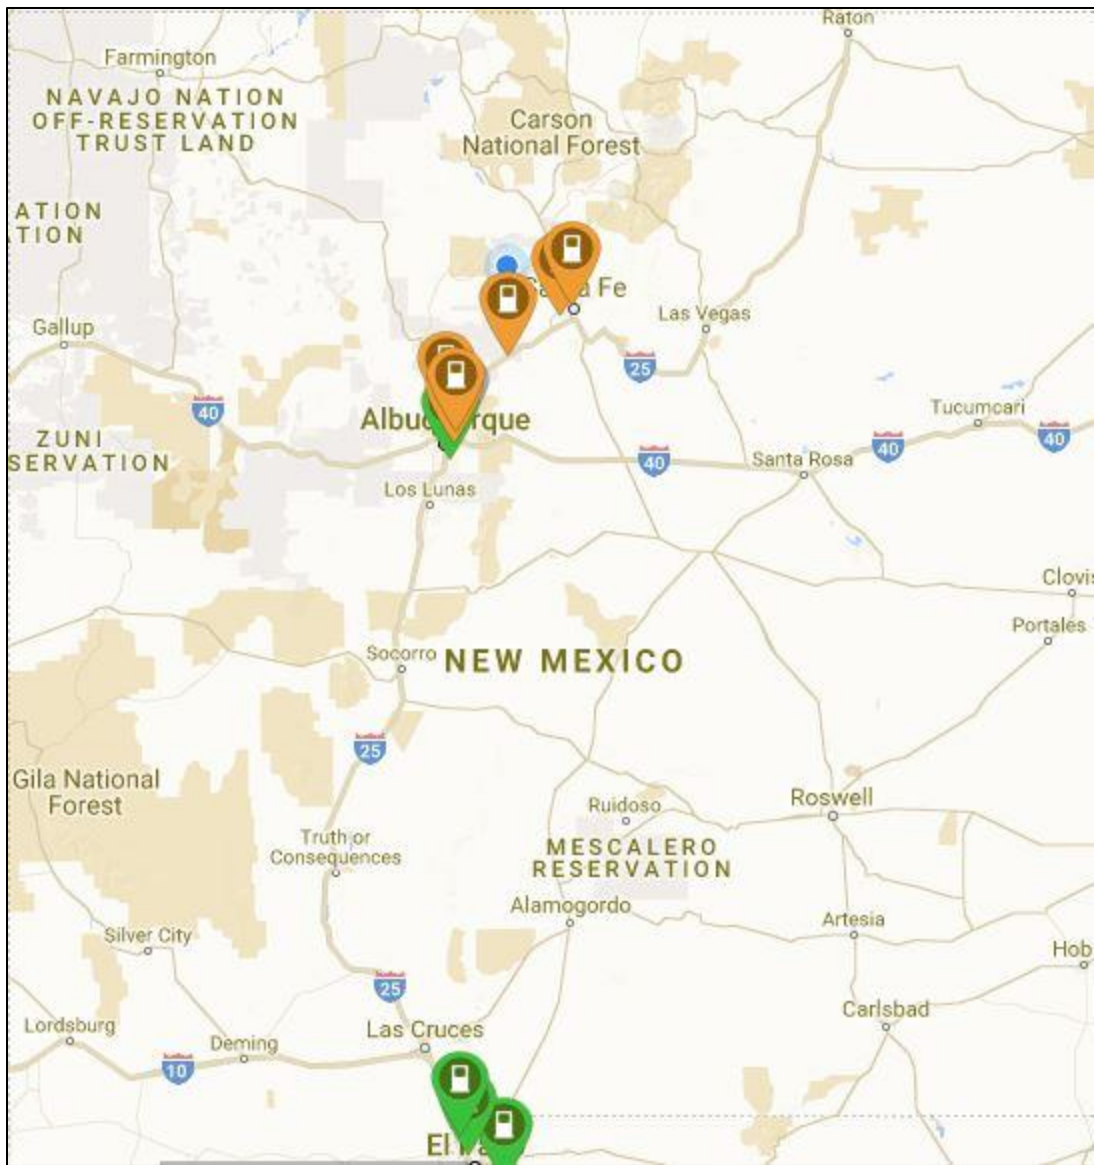 Raton
Farmington
NAVAJO NATION
OFF-RESERVATION
TRUST LAND
Carson
National Forest
ATION
TION
Fe
Las Vegas
Gallup
25
40
Tucumcari
ZUNI
SERVATION
40
40
40
Santa Rosa
Los Lunas
Clovis
Portales
Socorro
NEW MEXICO
25
Gila National
Forest
Ruidoso
Roswell
Truth or
Consequences
MESCALERO
RESERVATION
Alamogordo
Artesia
Silver City
Hob
25
Carlsbad
Lordsburg
Las Cruces
Deming
10
El